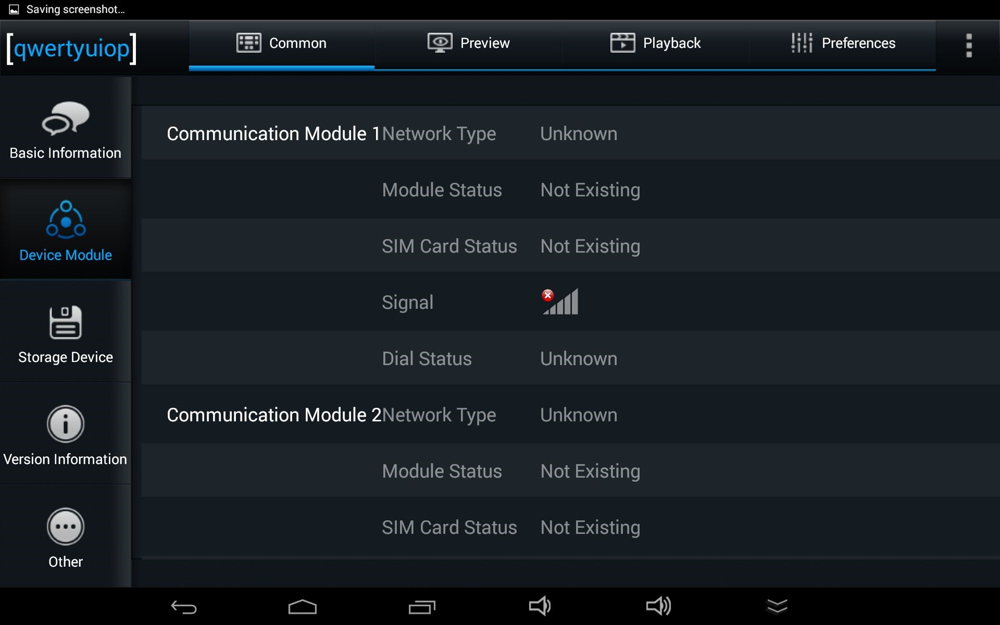 Saving screenshot...
[qwertyuiop]
Common
Preview
Playback
Preferences
Basic Information
Device Module
Storage Device
Version Information
Other
Communication Module 1 Network Type Unknown
Module Status Not Existing
SIM Card Status Not Existing
Signal
Dial Status Unknown
Communication Module 2 Network Type Unknown
Module Status Not Existing
SIM Card Status Not Existing